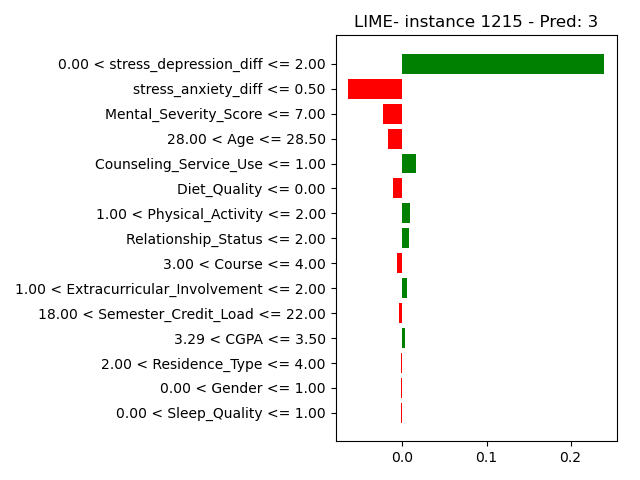 LIME- instance 1215 - Pred: 3
0.00 < stress_depression_diff <= 2.00
stress_anxiety_diff <= 0.50
Mental_Severity_Score <= 7.00
28.00 < Age <= 28.50
Counseling_Service_Use <= 1.00
Diet_Quality <= 0.00
1.00 < Physical_Activity <= 2.00
Relationship_Status <= 2.00
3.00 < Course <= 4.00
1.00 < Extracurricular_Involvement <= 2.00
18.00 < Semester_Credit_Load <= 22.00
3.29 < CGPA <= 3.50
2.00 < Residence_Type <= 4.00
0.00 < Gender <= 1.00
0.00 < Sleep_Quality <= 1.00
0.0 0.1 0.2